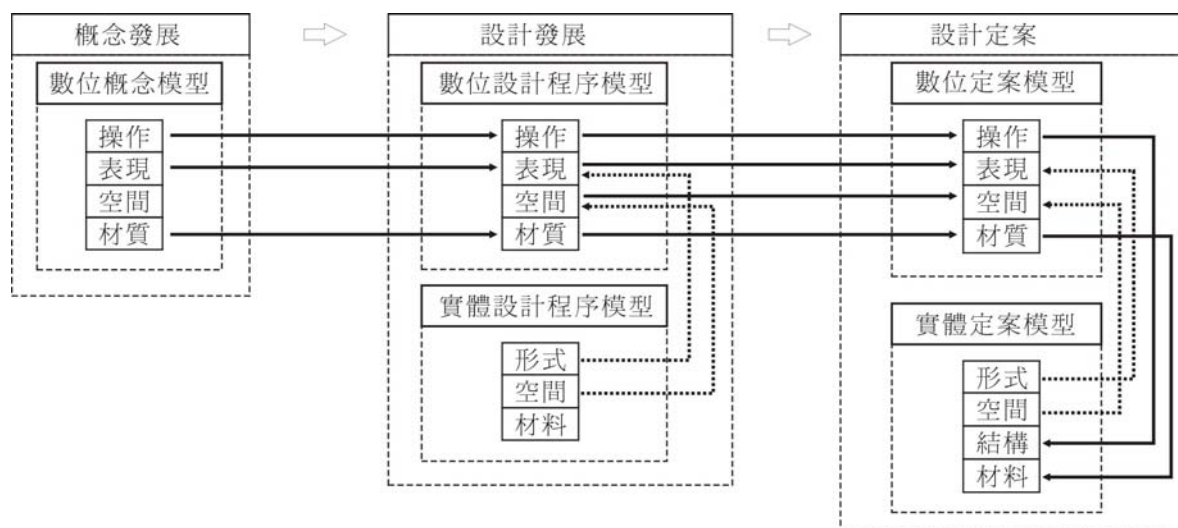 概念發展
數位概念模型
操作
表現
空間
材質
設計發展
數位設計程序模型
操作
表現
空間
材質
實體設計程序模型
形式
空間
材料
設計定案
數位定案模型
操作
表現
空間
材質
實體定案模型
形式
空間
結構
材料